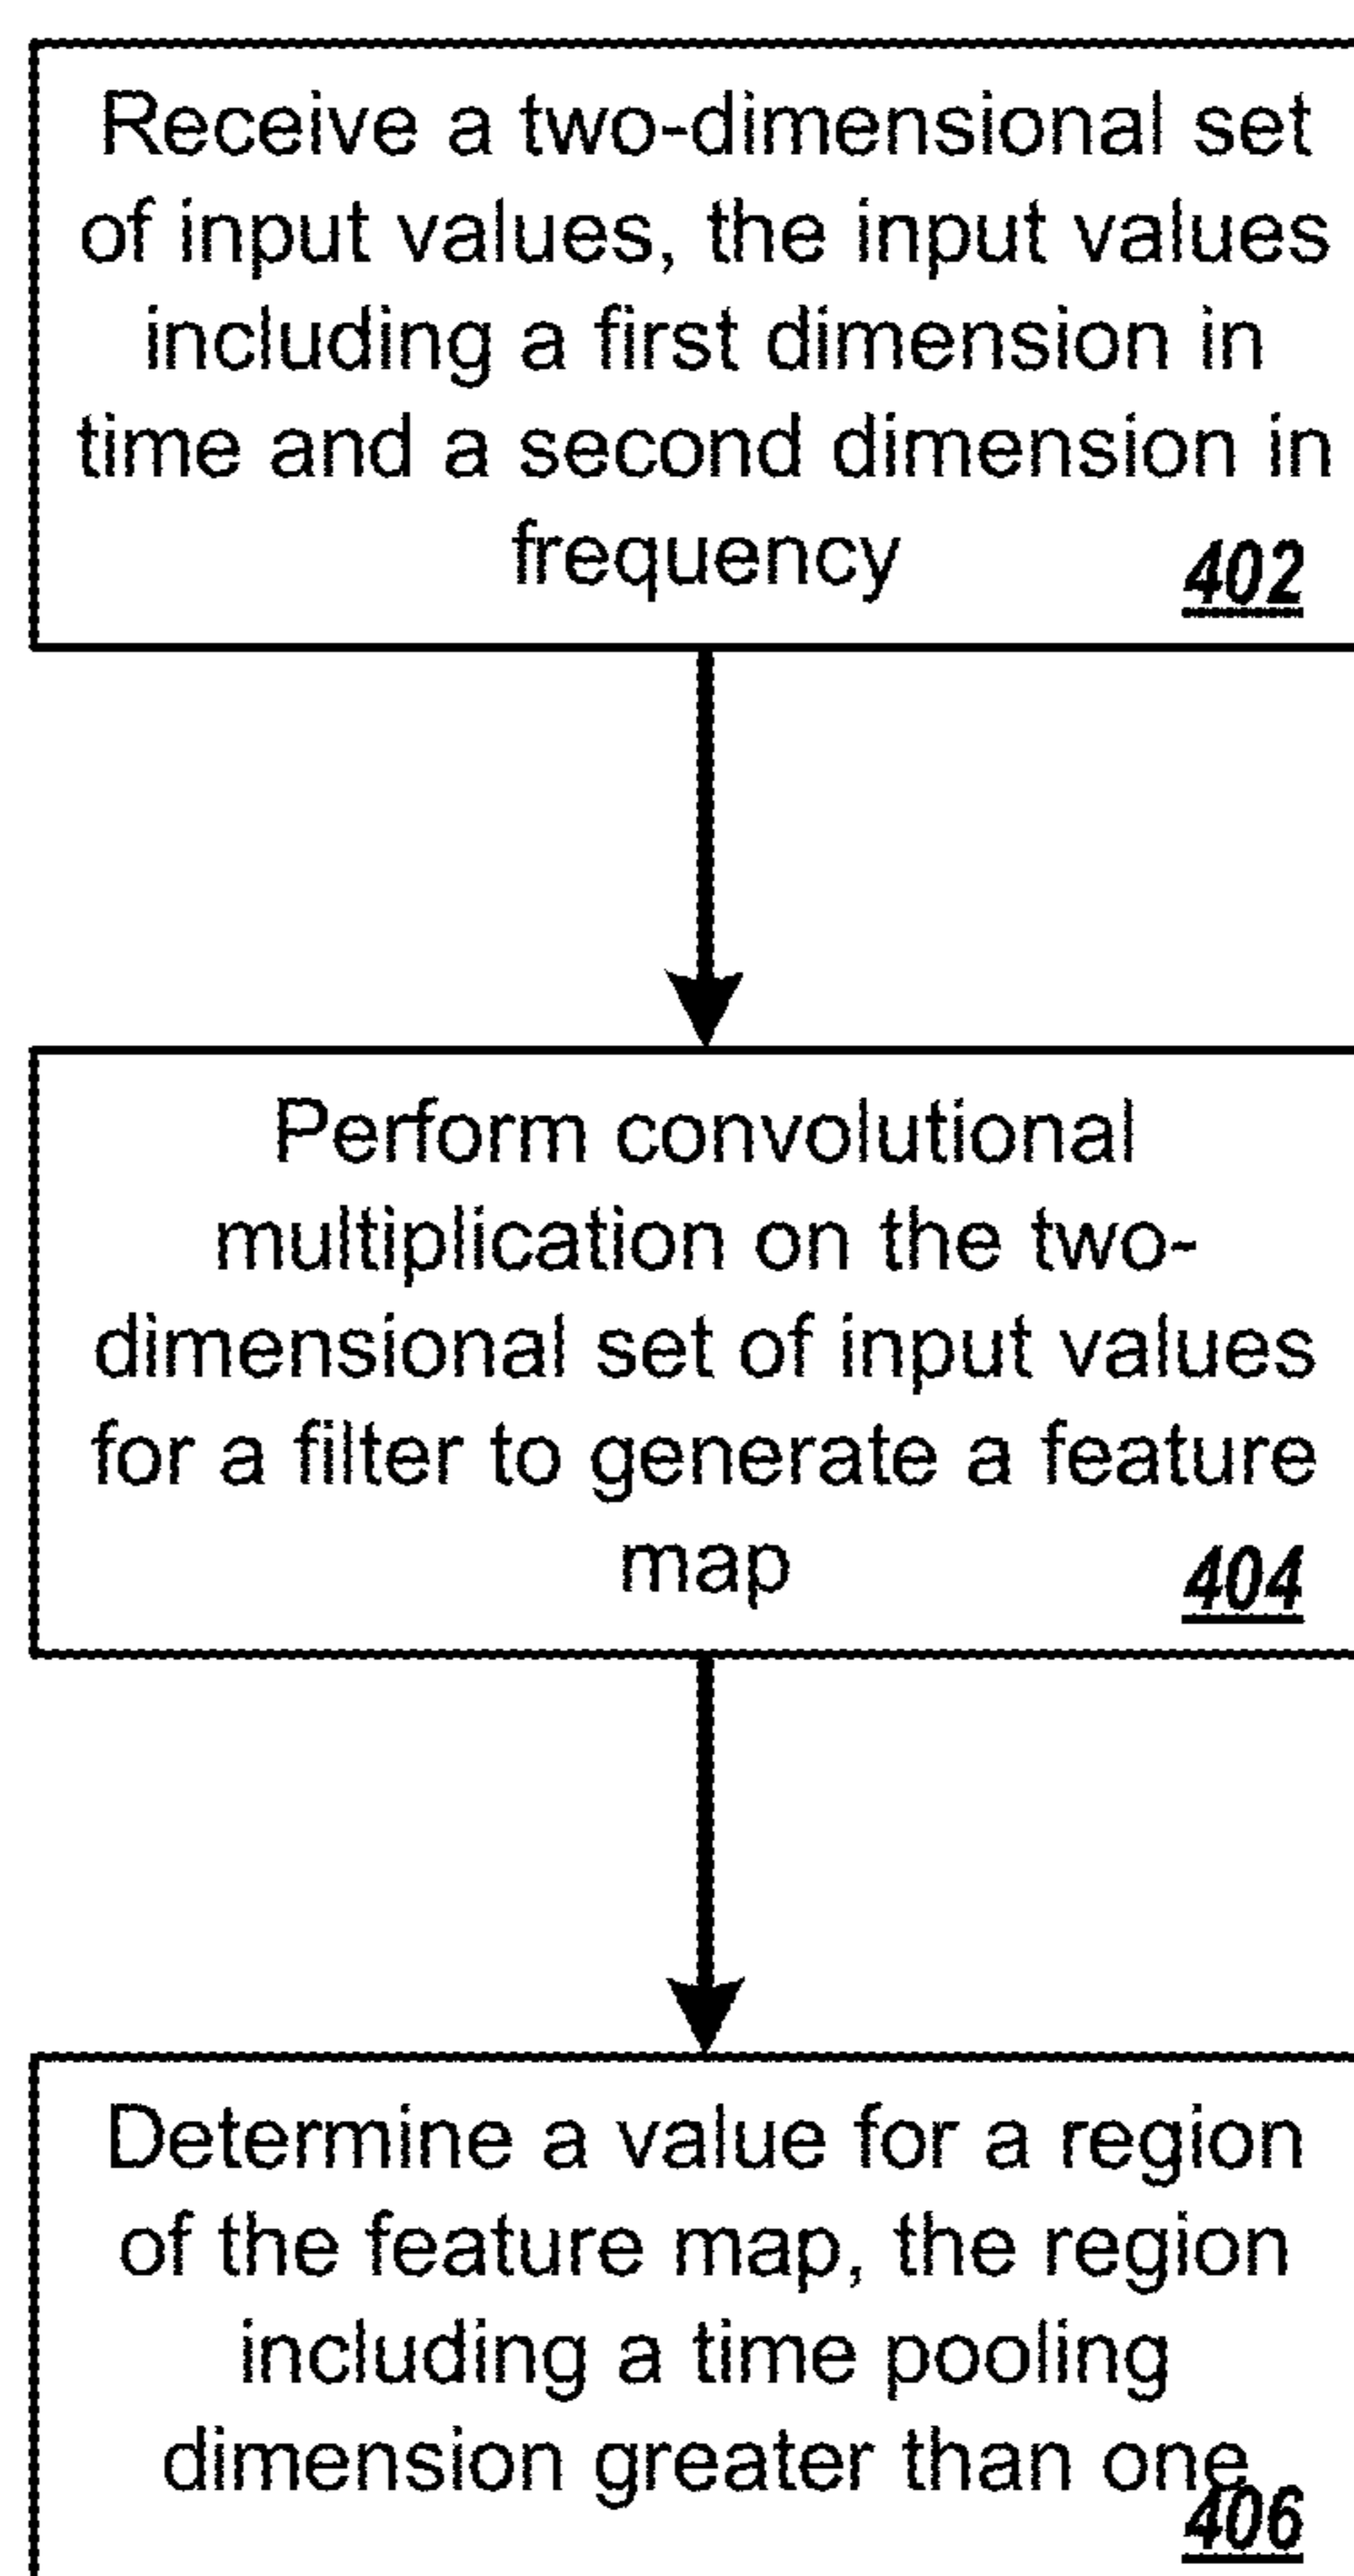 Receive a two-dimensional set
of input values, the input values
including a first dimension in
time and a second dimension in
frequency 402
Perform convolutional
multiplication on the two-
dimensional set of input values
for a filter to generate a feature
map 404
Determine a value for a region
of the feature map, the region
including a time pooling
dimension greater than one
406